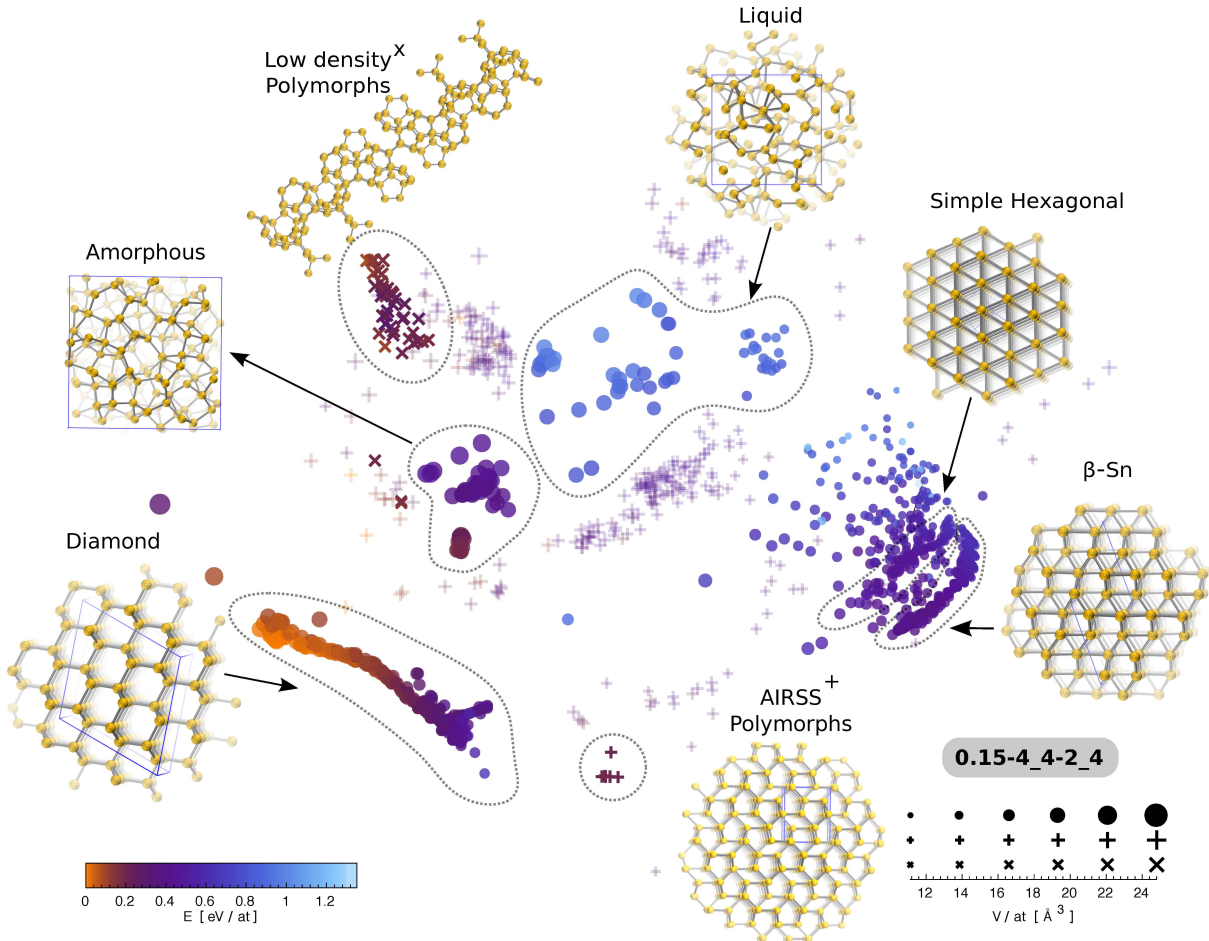 Liquid
Low density x
Polymorphs
Simple Hexagonal
Amorphous
β-Sn
Diamond
AIRSS +
Polymorphs
0.15-4_4-2_4
0 0.2 0.4 0.6 0.8 1 1.2
E [ eV / at ]
12 14 16 18 20 22 24
V / at [ Å 3 ]